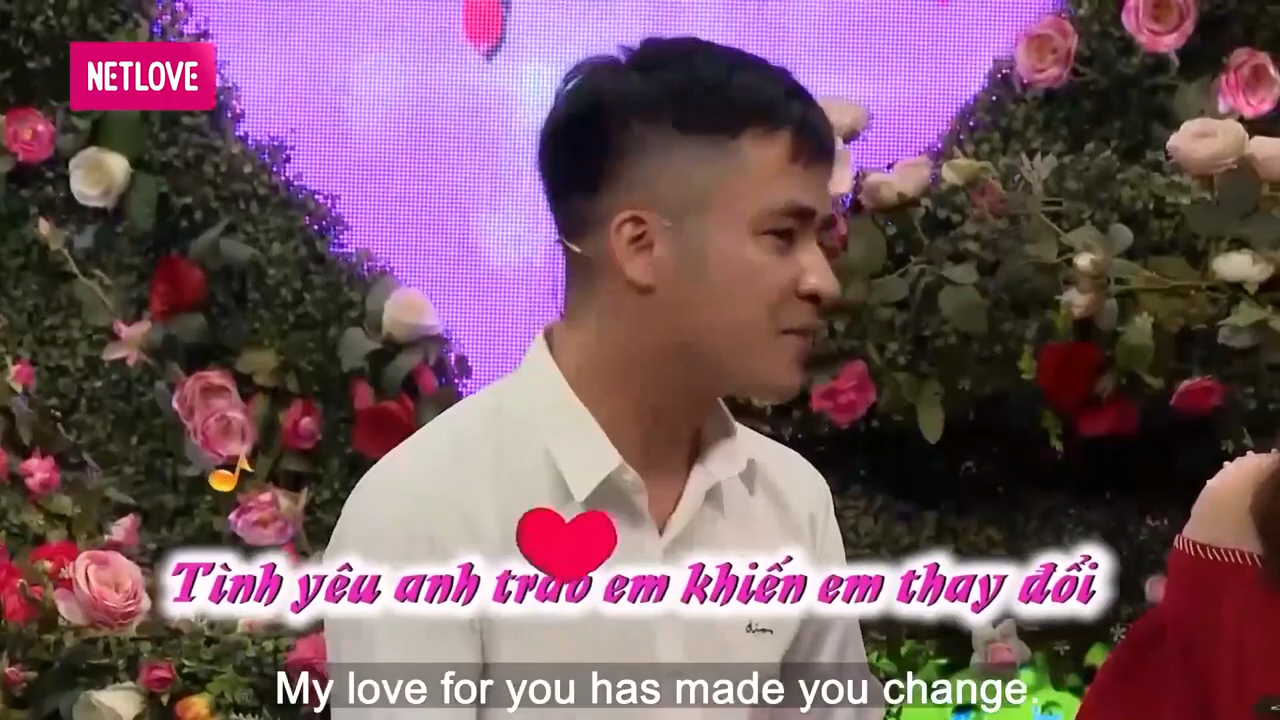 NETLOVE
Tình yêu anh trao em khiến em thay đổi
My love for you has made you change.